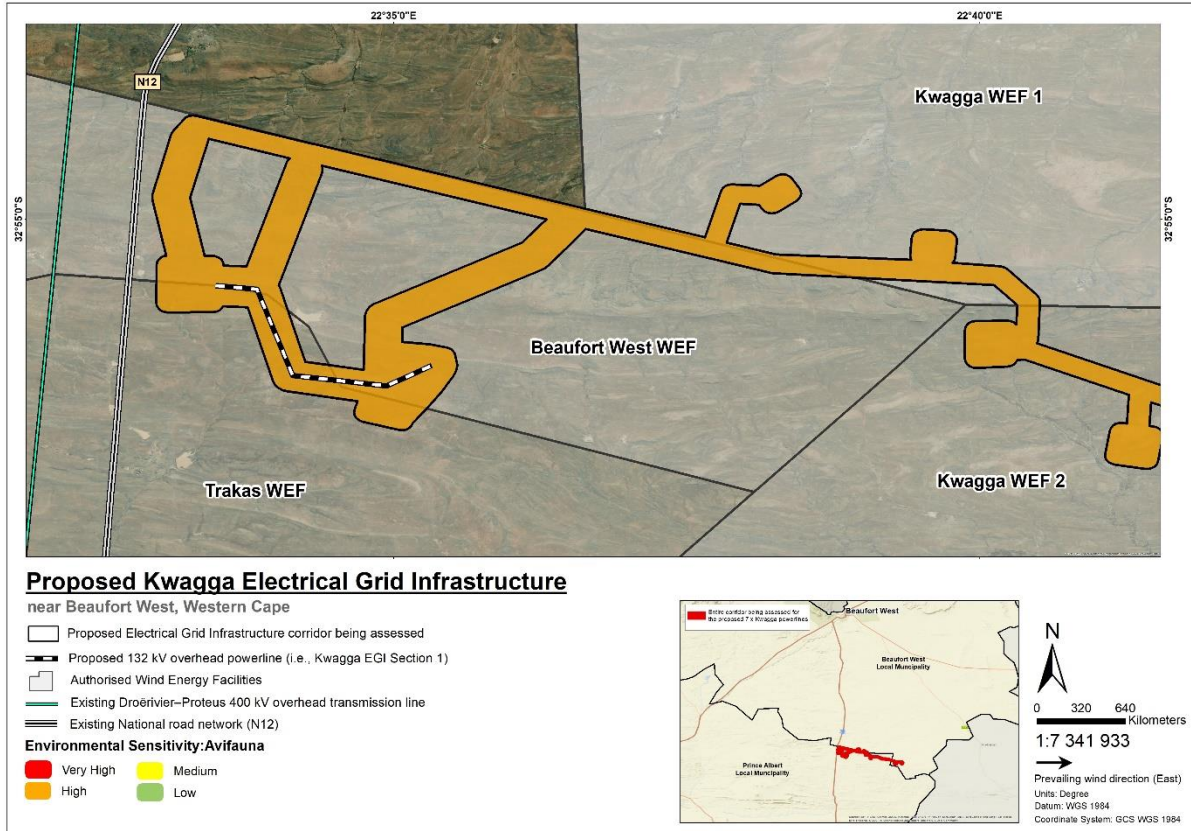 22°35'0"E
22°40'0"E
N12
Kwagga WEF 1
32°55'0"S
32°55'0"S
Beaufort West WEF
Trakas WEF
Kwagga WEF 2
Proposed Kwagga Electrical Grid Infrastructure
near Beaufort West, Western Cape
Proposed Electrical Grid Infrastructure corridor being assessed
Proposed 132 kV overhead powerline (i.e., Kwagga EGI Section 1)
Authorised Wind Energy Facilities
Existing Droërivier–Proteus 400 kV overhead transmission line
Existing National road network (N12)
Environmental Sensitivity:Avifauna
Very High
Medium
High
Low
Entire corridor being assessed for
the proposed 7 x Kwagga powerlines
Beaufort West
Beaufort West
Local Municipality
Prince Albert
Local Muncipality
N
0 320 640
Kilometers
1:7 341 933
Prevailing wind direction (East)
Units: Degree
Datum: WGS 1984
Coordinate System: GCS WGS 1984